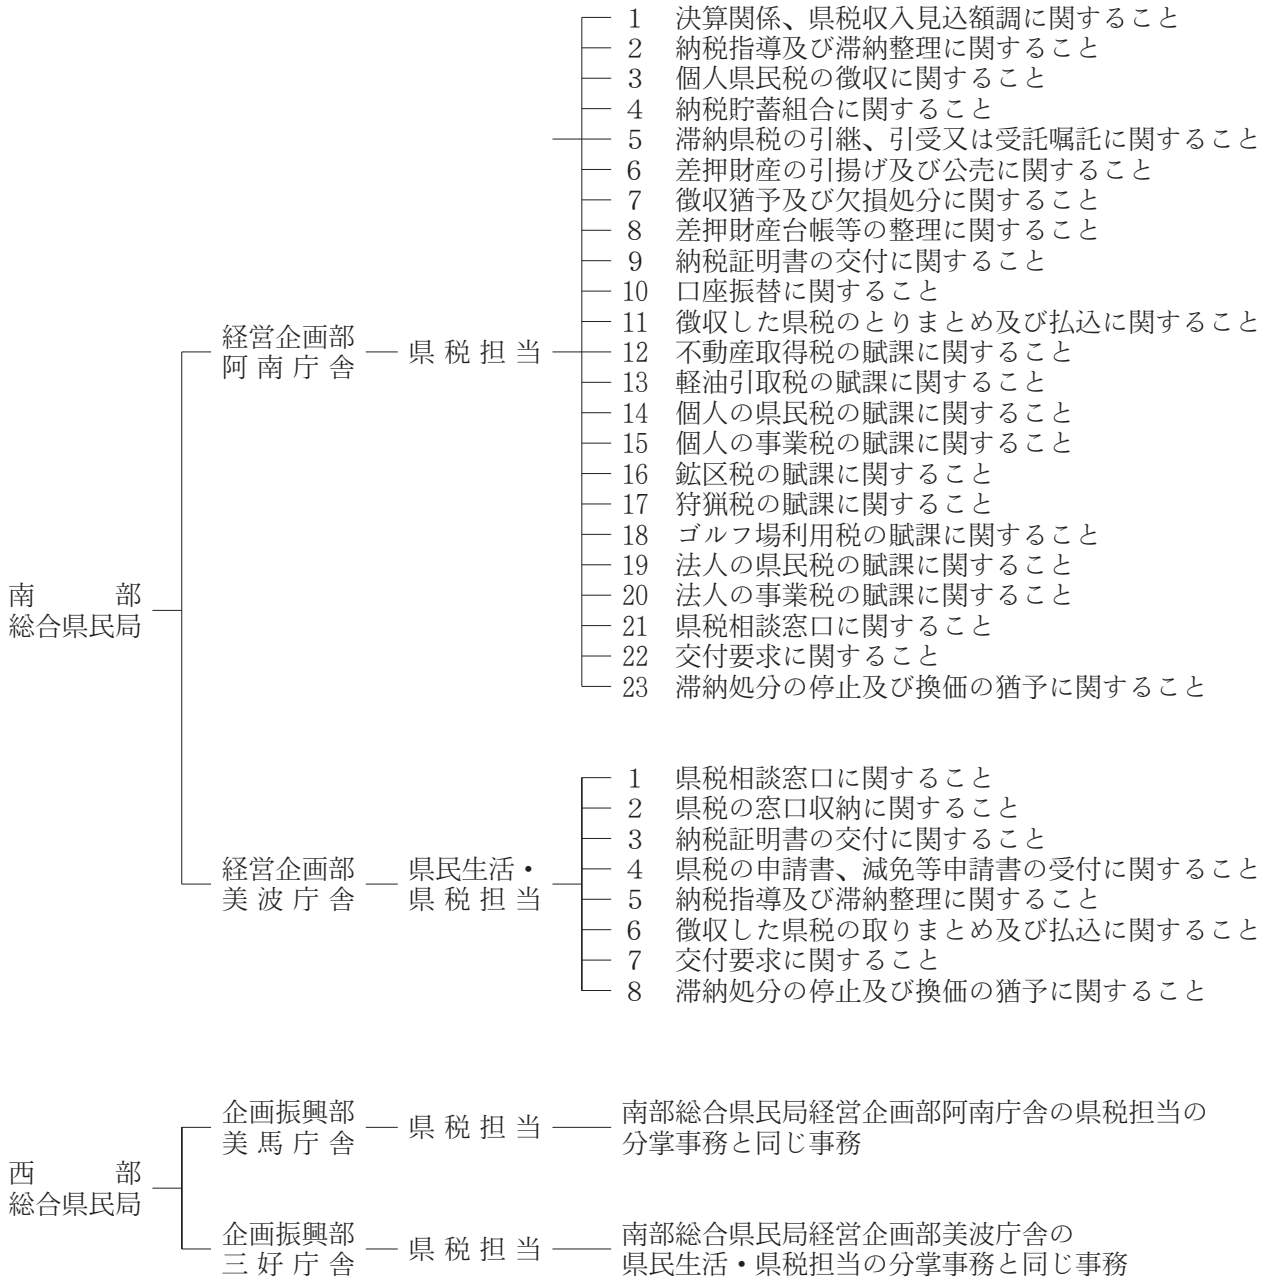 南部
総合県民局
経営企画部
阿南庁舎
県税担当
1 決算関係、県税収入見込額調に関すること
2 納税指導及び滞納整理に関すること
3 個人県民税の徴収に関すること
4 納税貯蓄組合に関すること
5 滞納県税の引継、引受又は受託嘱託に関すること
6 差押財産の引揚げ及び公売に関すること
7 徴収猶予及び欠損処分に関すること
8 差押財産台帳等の整理に関すること
9 納税証明書の交付に関すること
10 口座振替に関すること
11 徴収した県税のとりまとめ及び払込に関すること
12 不動産取得税の賦課に関すること
13 軽油引取税の賦課に関すること
14 個人の県民税の賦課に関すること
15 個人の事業税の賦課に関すること
16 鉱区税の賦課に関すること
17 狩猟税の賦課に関すること
18 ゴルフ場利用税の賦課に関すること
19 法人の県民税の賦課に関すること
20 法人の事業税の賦課に関すること
21 県税相談窓口に関すること
22 交付要求に関すること
23 滞納処分の停止及び換価の猶予に関すること
経営企画部
美波庁舎
県民生活・
県税担当
1 県税相談窓口に関すること
2 県税の窓口収納に関すること
3 納税証明書の交付に関すること
4 県税の申請書、減免等申請書の受付に関すること
5 納税指導及び滞納整理に関すること
6 徴収した県税の取りまとめ及び払込に関すること
7 交付要求に関すること
8 滞納処分の停止及び換価の猶予に関すること
西部
総合県民局
企画振興部
美馬庁舎
県税担当
南部総合県民局経営企画部阿南庁舎の県税担当の
分掌事務と同じ事務
企画振興部
三好庁舎
県税担当
南部総合県民局経営企画部美波庁舎の
県民生活・県税担当の分掌事務と同じ事務